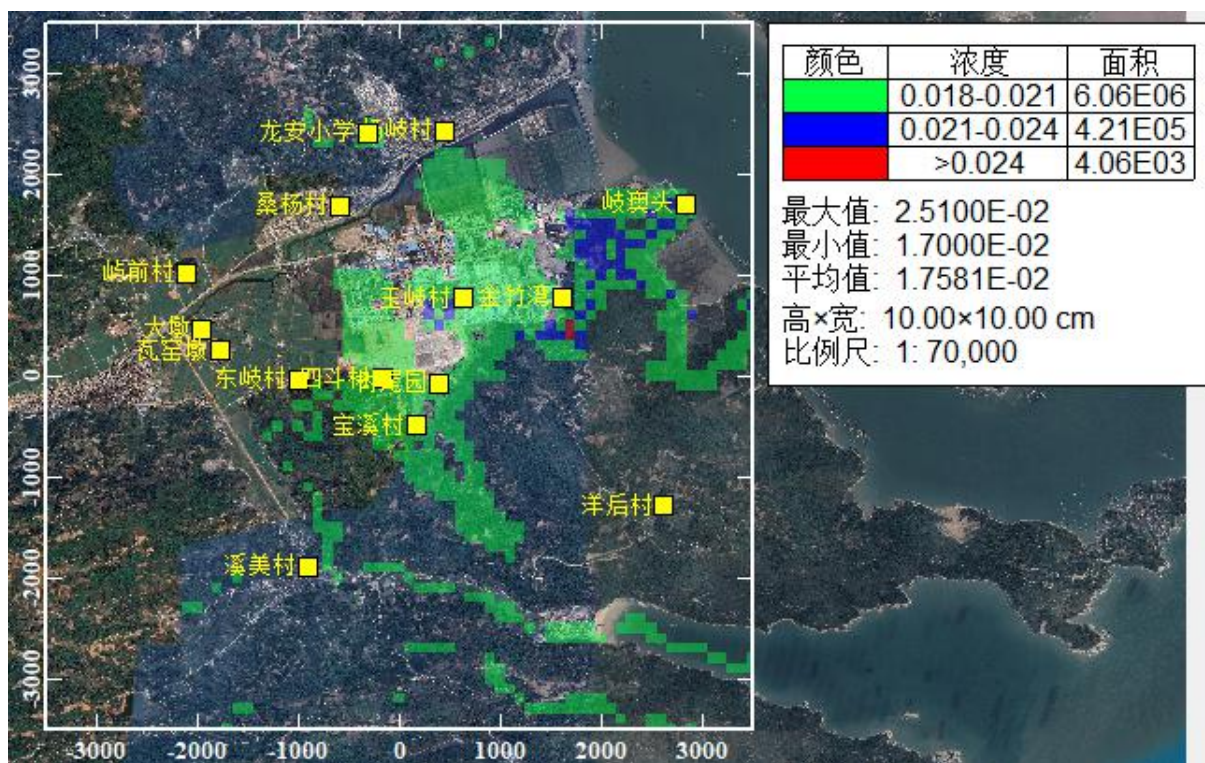 颜色 浓度 面积
0.018-0.021 6.06E06
0.021-0.024 4.21E05
>0.024 4.06E03
最大值: 2.5100E-02
最小值: 1.7000E-02
平均值: 1.7581E-02
高×宽: 10.00×10.00 cm
比例尺: 1: 70,000
3000
龙安小学
岐村
2000
桑杨村
岐澳头
屿前村
1000
玉岐村
金竹湾
大墩
瓦窑墩
0
东岐村
四斗
园
宝溪村
-1000
洋后村
溪美村
-2000
-3000
-3000 -2000 -1000 0 1000 2000 3000